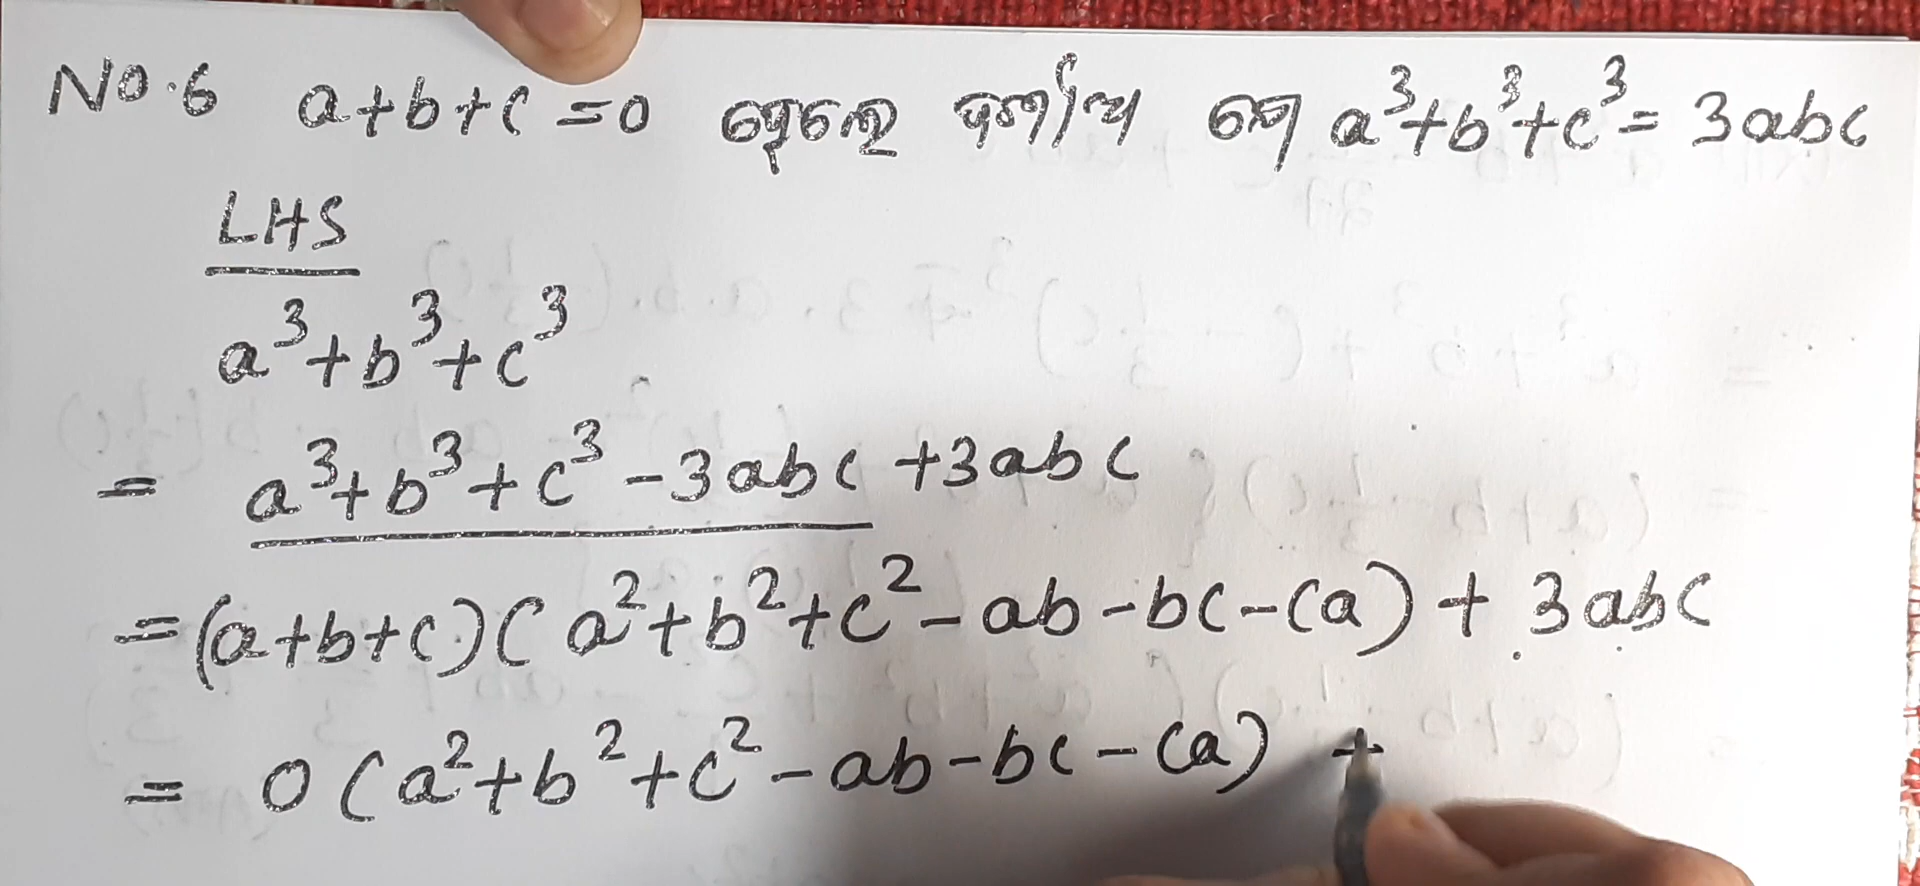 No.6 a+b+c=0 ହେଲେ ଦର୍ଶାଅ ଯେ a³+b³+c³=3abc
LHS
a³+b³+c³
= a³+b³+c³-3abc+3abc
=(a+b+c)(a²+b²+c²-ab-bc-ca)+3abc
= 0(a²+b²+c²-ab-bc-ca)+